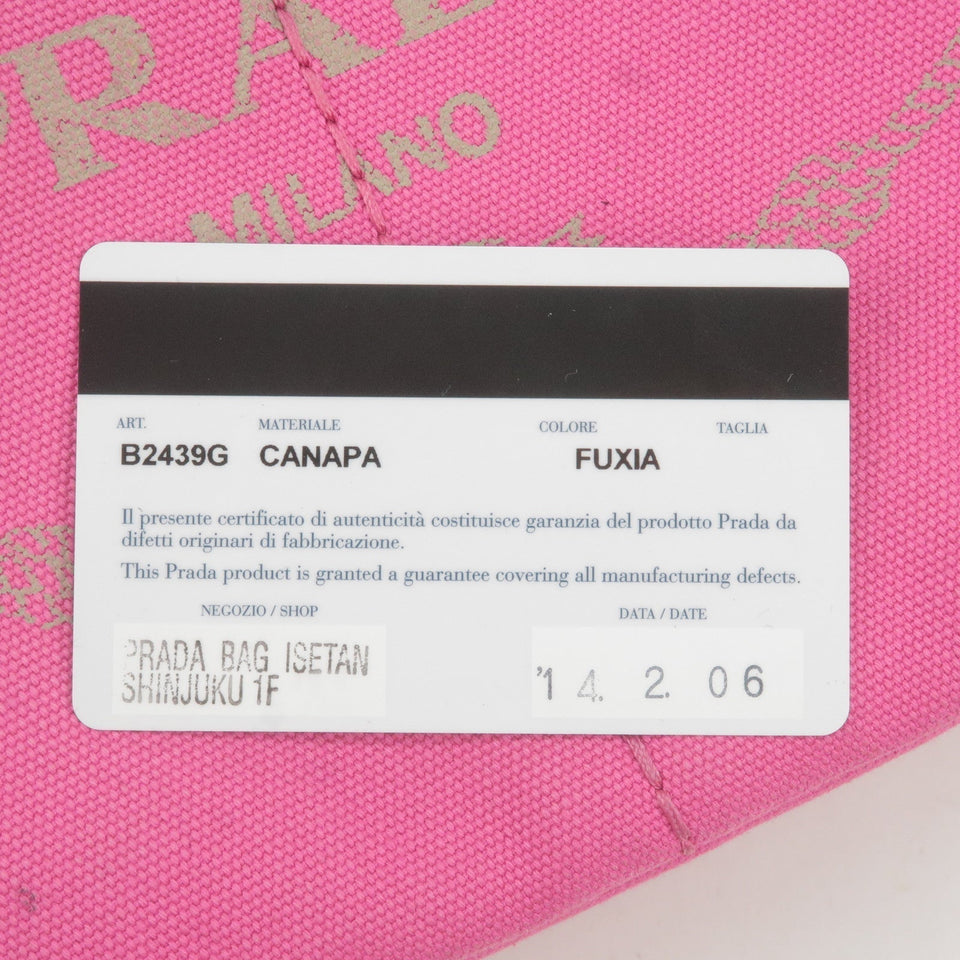 PRAD
MILANO
ART. MATERIALE COLORE TAGLIA
B2439G CANAPA FUXIA
Il presente certificato di autenticità costituisce garanzia del prodotto Prada da
difetti originari di fabbricazione.
This Prada product is granted a guarantee covering all manufacturing defects.
NEGOZIO / SHOP DATA / DATE
PRADA BAG ISETAN
SHINJUKU 1F
'14. 2. 06